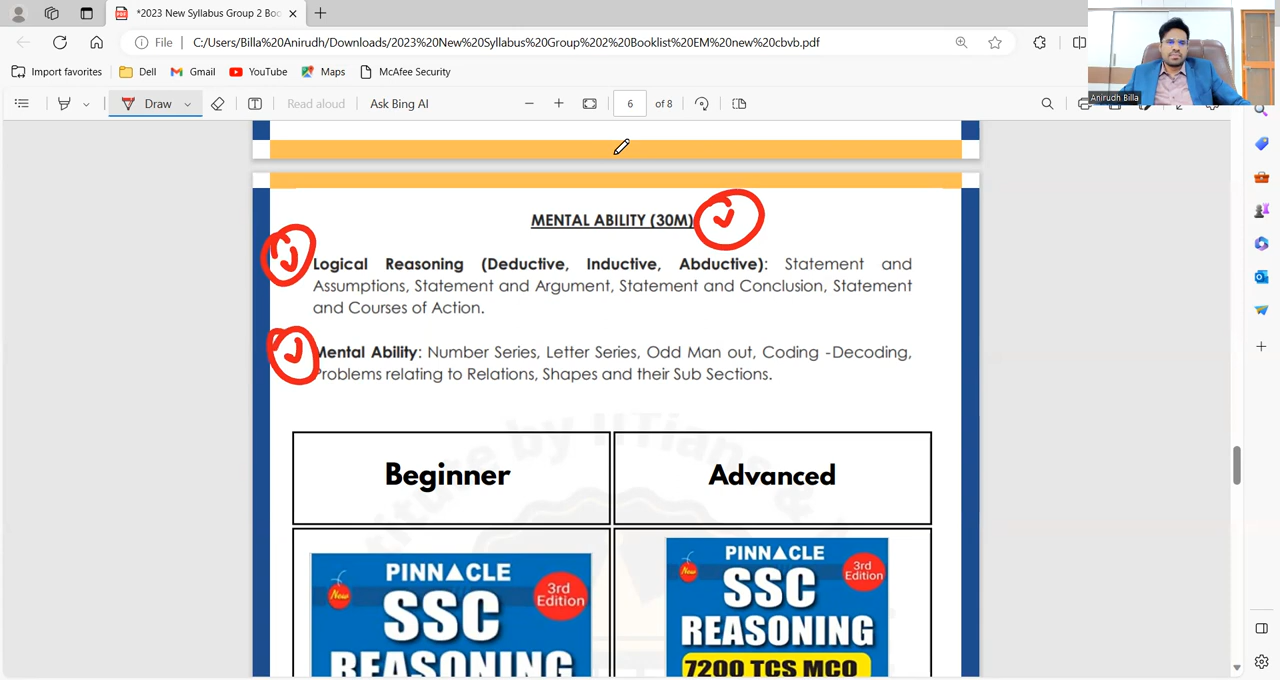 *2023 New Syllabus Group 2 Boo
File C:/Users/Billa%20Anirudh/Downloads/2023%20New%20Syllabus%20Group%202%20Booklist%20EM%20new%20cbvb.pdf
Import favorites Dell Gmail YouTube Maps McAfee Security
Draw Read aloud Ask Bing AI 6 of 8
Anirudh Billa
MENTAL ABILITY (30M)
Logical Reasoning (Deductive, Inductive, Abductive): Statement and
Assumptions, Statement and Argument, Statement and Conclusion, Statement
and Courses of Action.
Mental Ability: Number Series, Letter Series, Odd Man out, Coding -Decoding,
Problems relating to Relations, Shapes and their Sub Sections.
Beginner
Advanced
PINNACLE
New
3rd
Edition
SSC
REASONING
PINNACLE
New
3rd
Edition
SSC
REASONING
7200 TCS MCQ